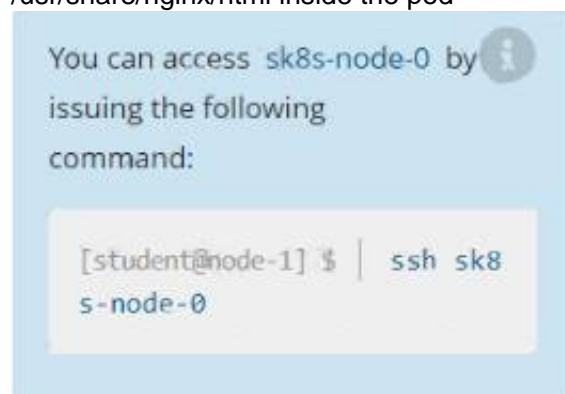 /usr/share/nginx/html inside the pod
You can access sk8s-node-0 by
issuing the following
command:
[student@node-1] $ | ssh sk8
s-node-0